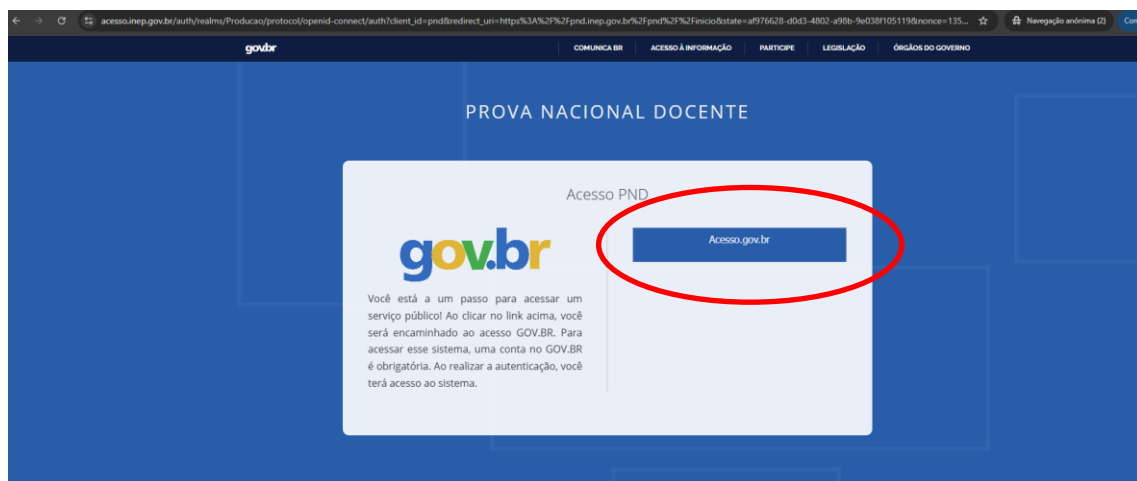 acesso.inep.gov.br/auth/realms/Producao/protocol/openid-connect/auth?client_id=pnd&redirect_uri=https%3A%2F%2Fpnd.inep.gov.br%2Fpnd%2F%2Finicio&state=af976628-d0d3-4802-a98b-9e038f105119&nonce=135... Navegação anônima (2)
gov.br COMUNICA BR ACESSO À INFORMAÇÃO PARTICIPE LEGISLAÇÃO ÓRGÃOS DO GOVERNO
PROVA NACIONAL DOCENTE
Acesso PND
gov.br
Você está a um passo para acessar um
serviço público! Ao clicar no link acima, você
será encaminhado ao acesso GOV.BR. Para
acessar esse sistema, uma conta no GOV.BR
é obrigatória. Ao realizar a autenticação, você
terá acesso ao sistema.
Acesso.gov.br